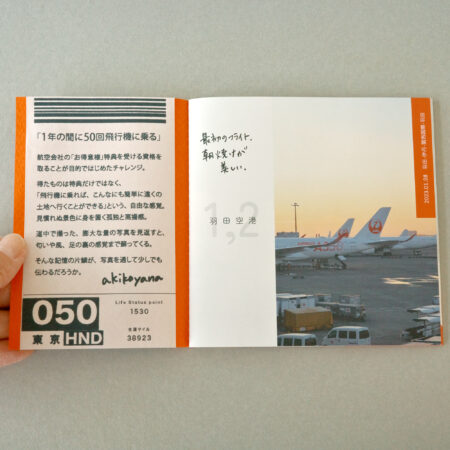 「1年の間に50回飛行機に乗る」
航空会社の「お得意様」特典を受ける資格を
取ることが目的ではじめたチャレンジ。
得たものは特典だけではなく、
「飛行機に乗れば、こんなにも簡単に遠くの
土地へ行くことができるという」、自由な感覚。
見慣れぬ景色に身を置く孤独と高揚感。
道中で撮った、膨大な量の写真を見返すと、
匂いや風、足の裏の感覚まで蘇ってくる。
そんな記憶の片鱗が、写真を通して少しでも
伝わるだろうか。
akikoyana
050
東京 HND
Life Status point
1530
生涯マイル
38923
最初のフライト、
朝焼けが
美しい。
1,2
羽田空港
2023.01.08